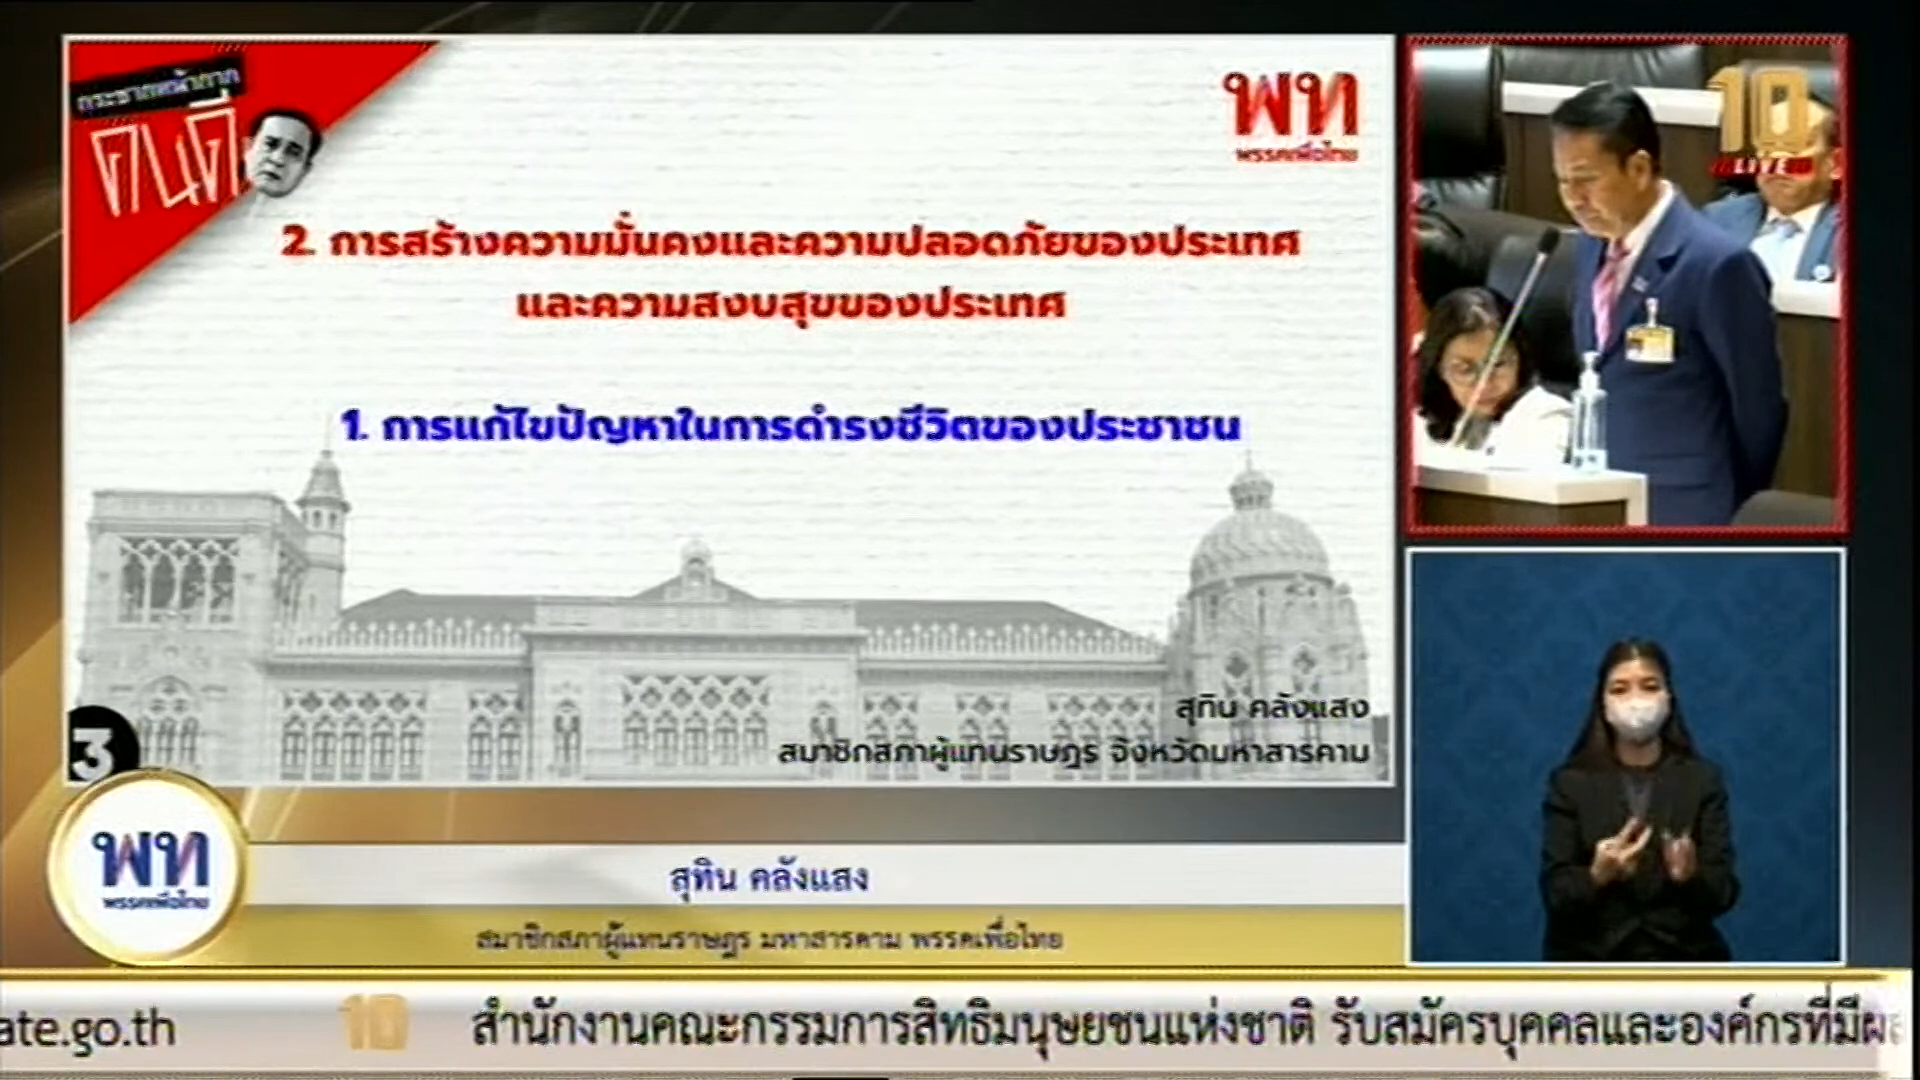 กระชากหน้ากาก
คนดี
พท
พรรคเพื่อไทย
2. การสร้างความมั่นคงและความปลอดภัยของประเทศ
และความสงบสุขของประเทศ
1. การแก้ไขปัญหาในการดำรงชีวิตของประชาชน
สุทิน คลังแสง
สมาชิกสภาผู้แทนราษฎร จังหวัดมหาสารคาม
3
10
LIVE
พท
พรรคเพื่อไทย
สุทิน คลังแสง
สมาชิกสภาผู้แทนราษฎร มหาสารคาม พรรคเพื่อไทย
ate.go.th 10 สำนักงานคณะกรรมการสิทธิมนุษยชนแห่งชาติ รับสมัครบุคคลและองค์กรที่มีผล